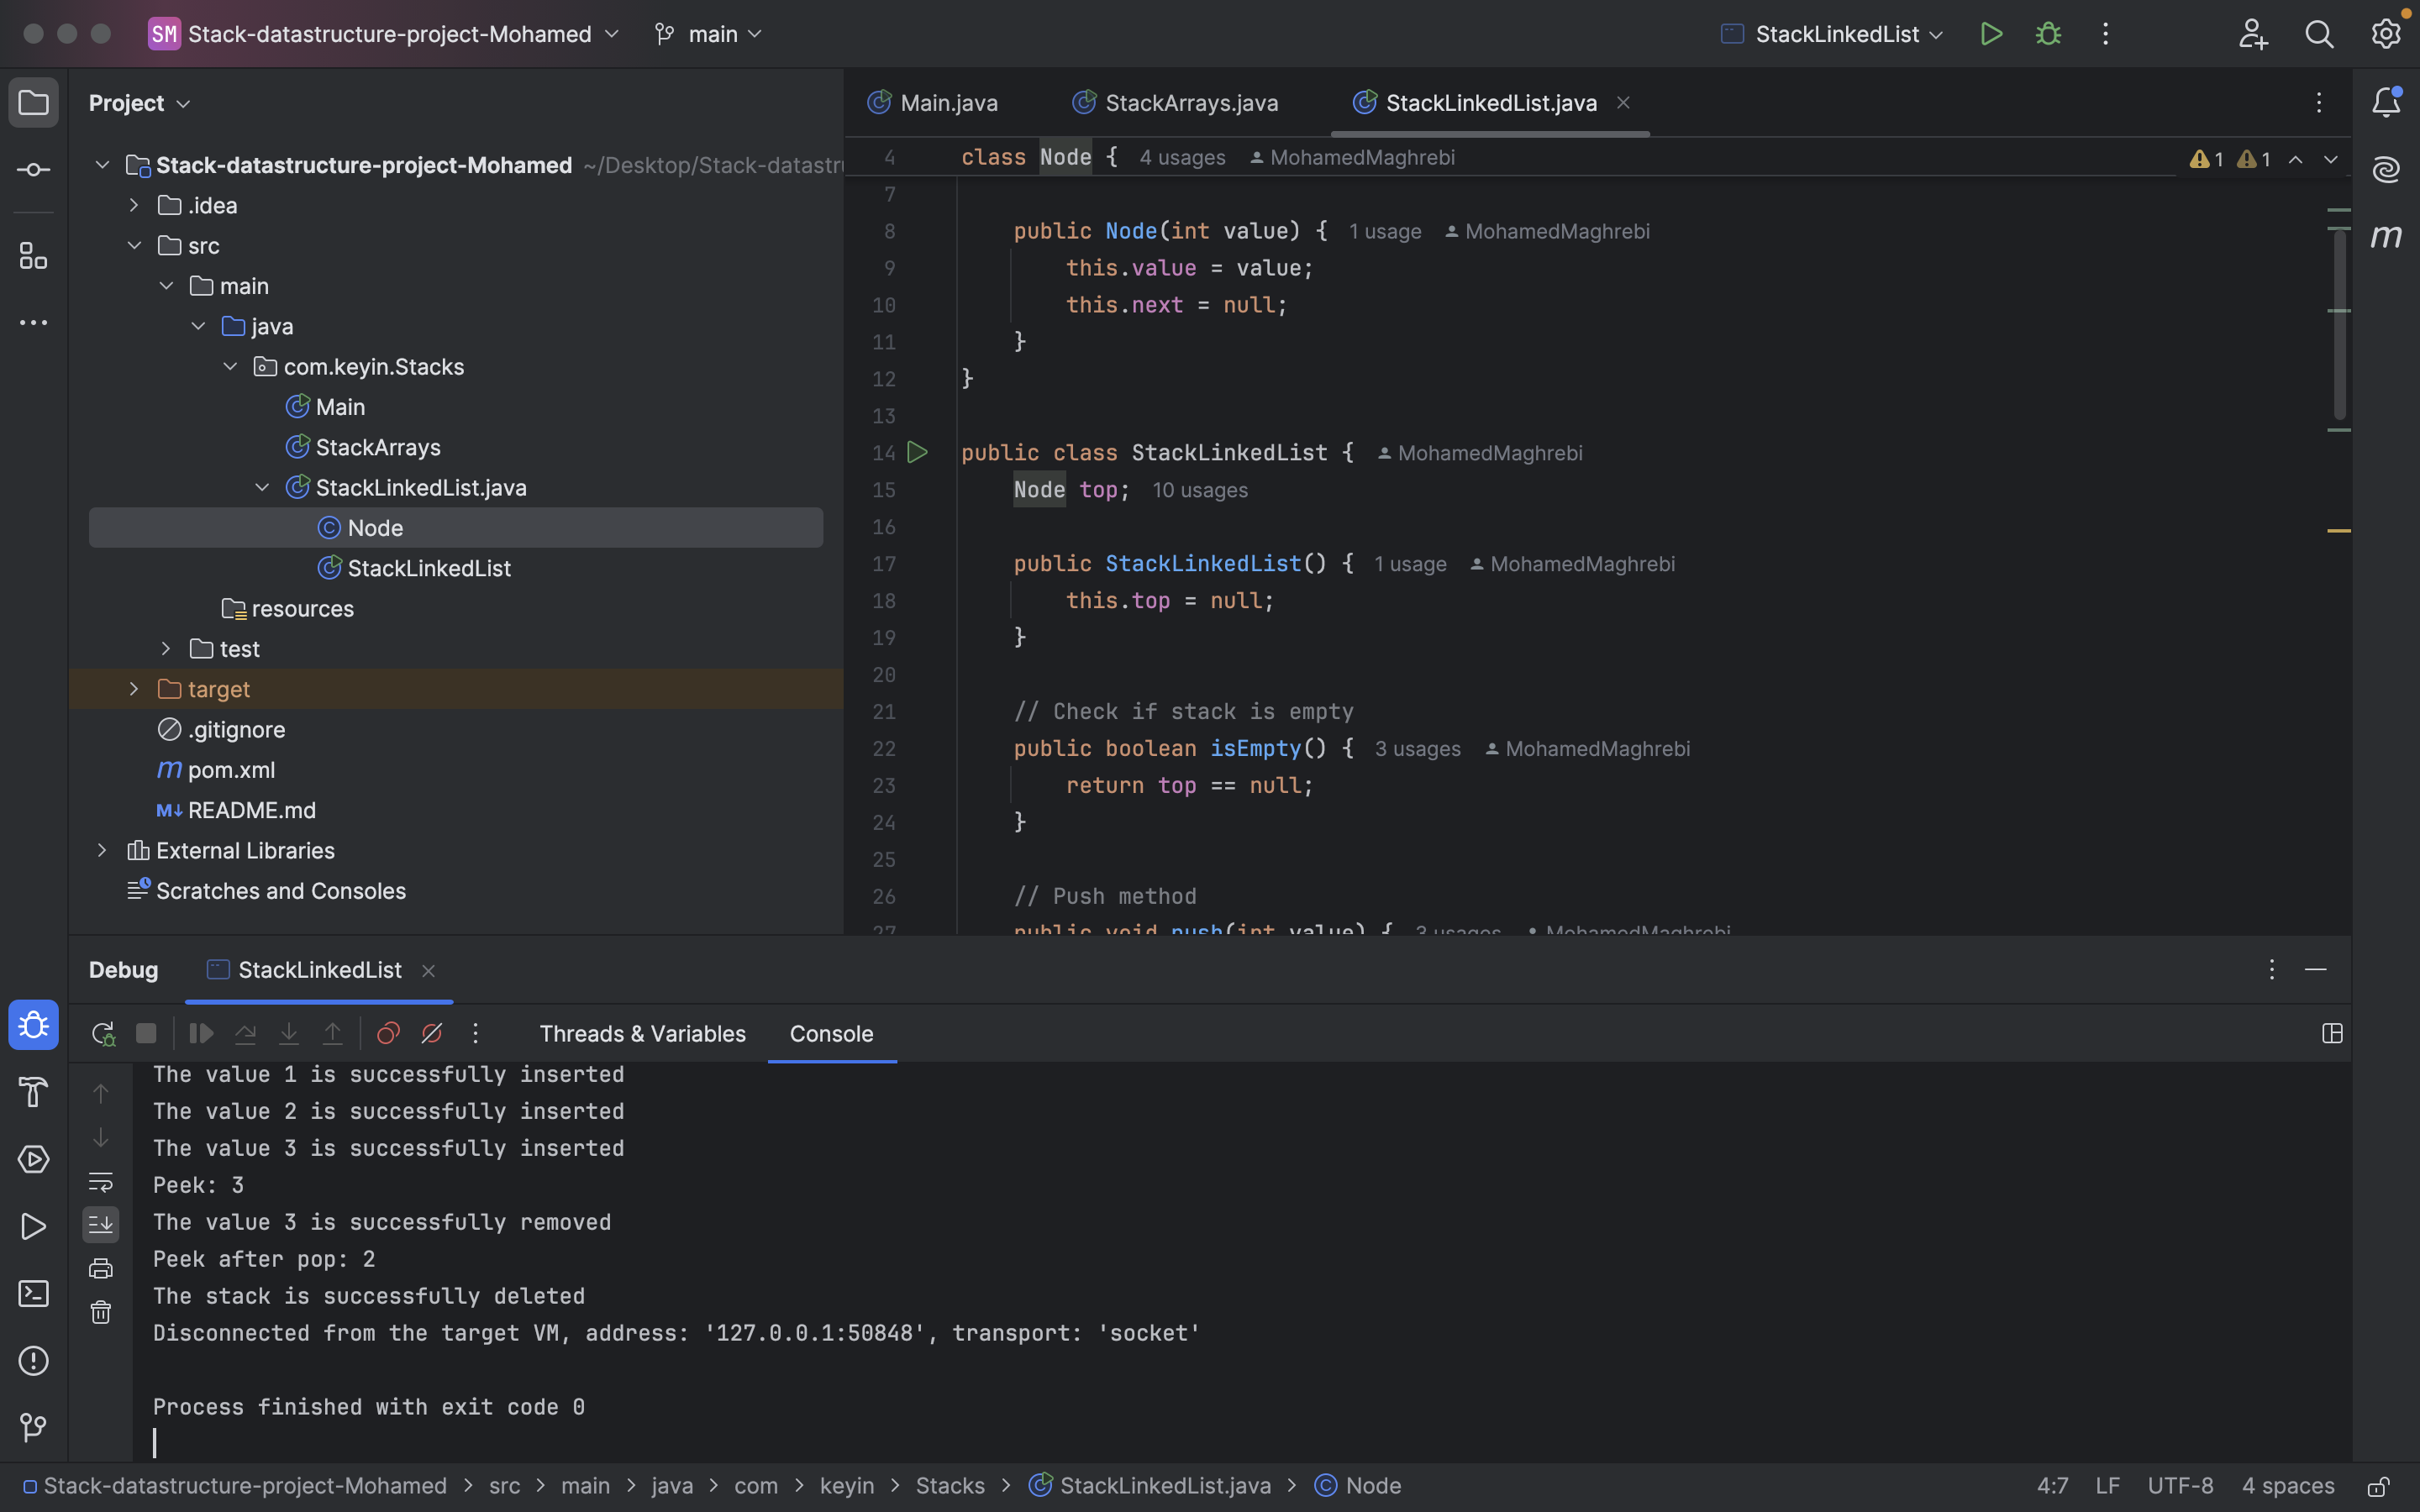 SM Stack-datastructure-project-Mohamed main StackLinkedList
Project
Stack-datastructure-project-Mohamed ~/Desktop/Stack-datastru
.idea
src
main
java
com.keyin.Stacks
Main
StackArrays
StackLinkedList.java
Node
StackLinkedList
resources
test
target
.gitignore
pom.xml
README.md
External Libraries
Scratches and Consoles
Main.java StackArrays.java StackLinkedList.java
4 class Node { 4 usages MohamedMaghrebi 1 1
7
8 public Node(int value) { 1 usage MohamedMaghrebi
9 this.value = value;
10 this.next = null;
11 }
12 }
13
14 public class StackLinkedList { MohamedMaghrebi
15 Node top; 10 usages
16
17 public StackLinkedList() { 1 usage MohamedMaghrebi
18 this.top = null;
19 }
20
21 // Check if stack is empty
22 public boolean isEmpty() { 3 usages MohamedMaghrebi
23 return top == null;
24 }
25
26 // Push method
27 public void push(int value) { 3 usages MohamedMaghrebi
Debug StackLinkedList
Threads & Variables Console
The value 1 is successfully inserted
The value 2 is successfully inserted
The value 3 is successfully inserted
Peek: 3
The value 3 is successfully removed
Peek after pop: 2
The stack is successfully deleted
Disconnected from the target VM, address: '127.0.0.1:50848', transport: 'socket'
Process finished with exit code 0
Stack-datastructure-project-Mohamed > src > main > java > com > keyin > Stacks > StackLinkedList.java > Node 4:7 LF UTF-8 4 spaces